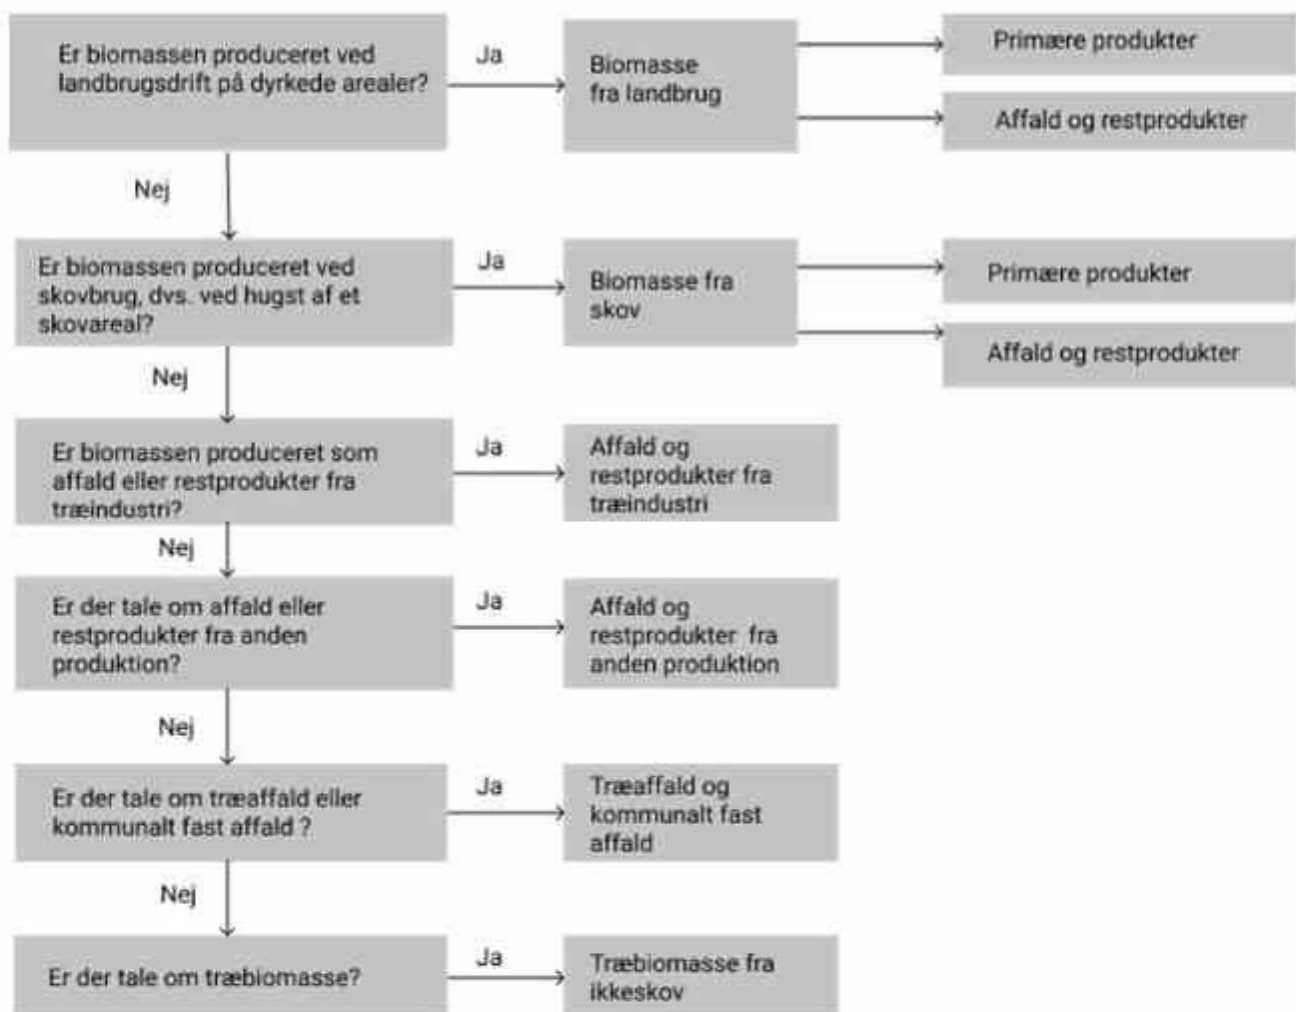 Er biomassen produceret ved
landbrugsdrift på dyrkede arealer?
Ja
Biomasse
fra landbrug
Primære produkter
Affald og restprodukter
Nej
Er biomassen produceret ved
skovbrug, dvs. ved hugst af et
skovareal?
Ja
Biomasse fra
skov
Primære produkter
Affald og restprodukter
Nej
Er biomassen produceret som
affald eller restprodukter fra
træindustri?
Ja
Affald og
restprodukter fra
træindustri
Nej
Er der tale om affald eller
restprodukter fra anden
produktion?
Ja
Affald og
restprodukter fra
anden produktion
Nej
Er der tale om træaffald eller
kommunalt fast affald ?
Ja
Træaffald og
kommunalt fast
affald
Nej
Er der tale om træbiomasse?
Ja
Træbiomasse fra
ikkeskov